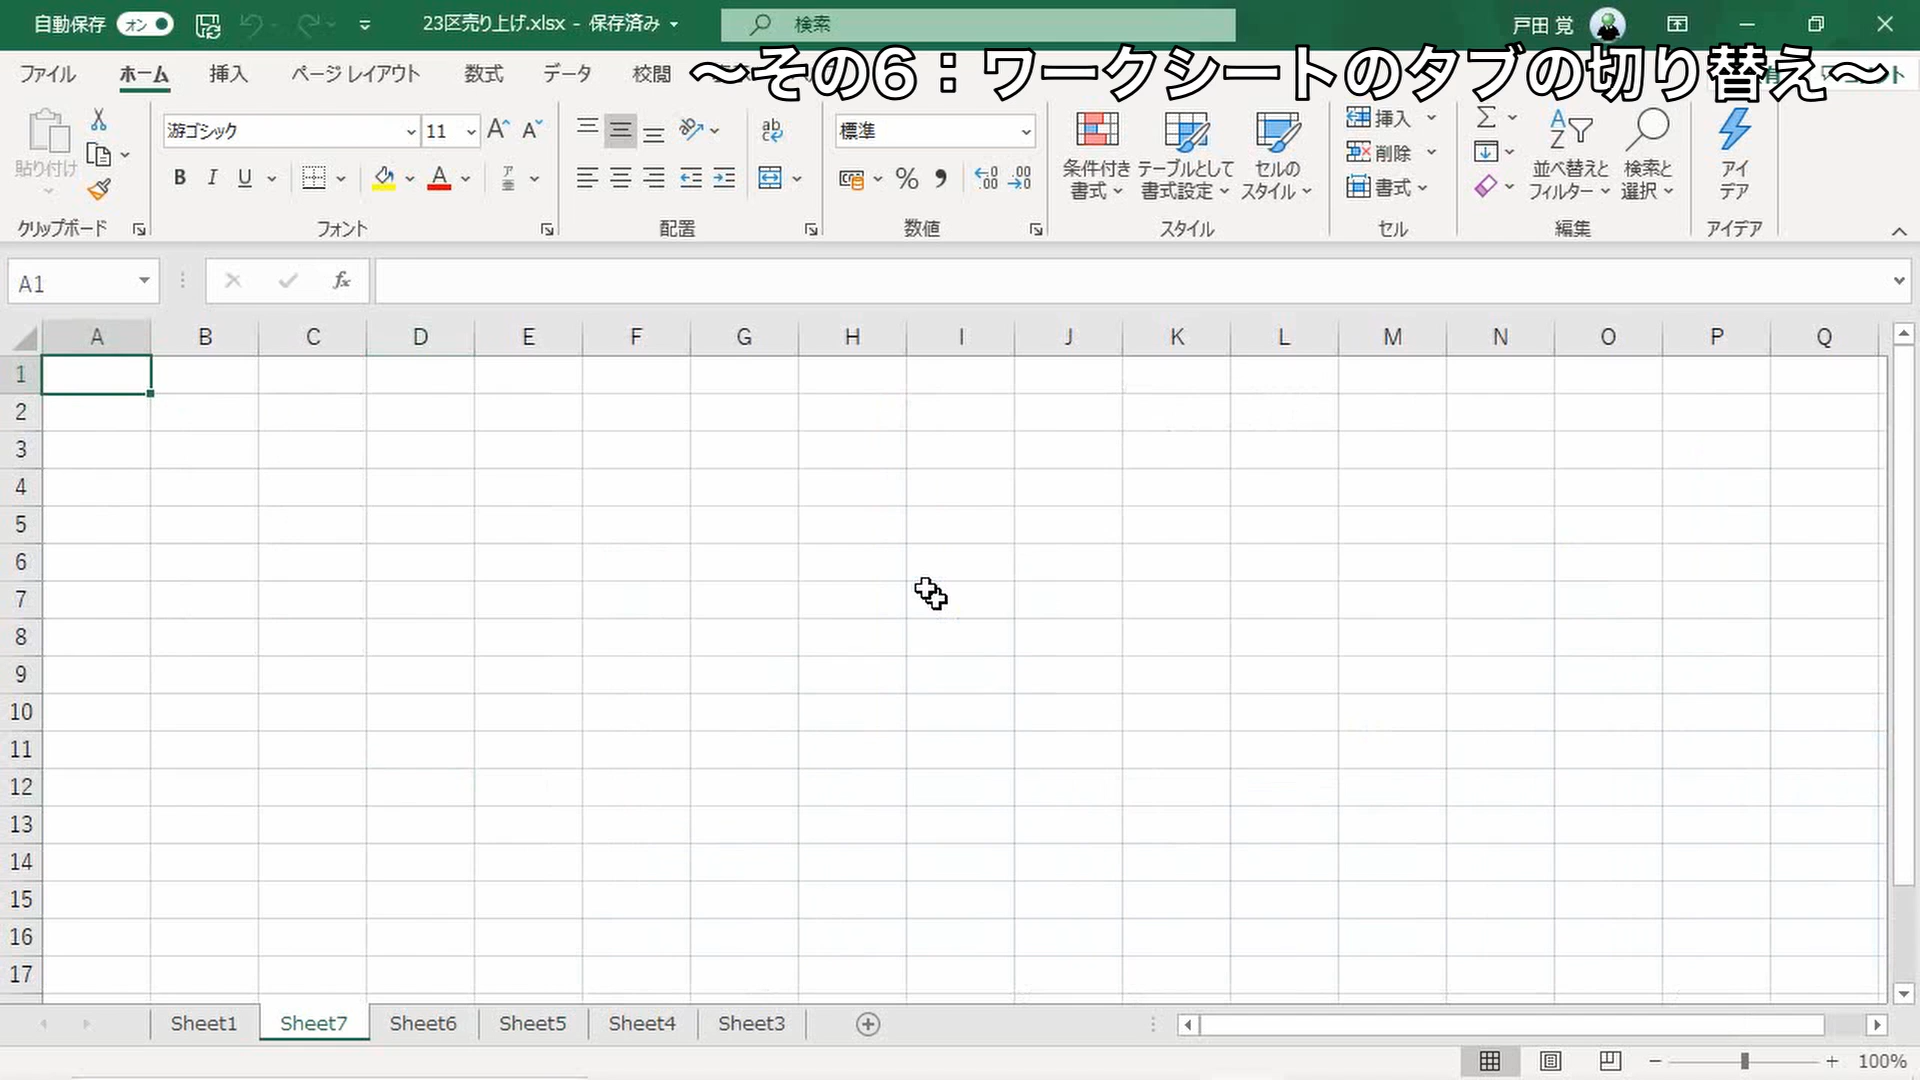 自動保存 オン 23区売り上げ.xlsx - 保存済み 検索 戸田 覚
～その6：ワークシートのタブの切り替え～
ファイル ホーム 挿入 ページ レイアウト 数式 データ 校閲
貼り付け
クリップボード
游ゴシック 11
B I U A
フォント
ab
配置
標準
数値
条件付き書式
テーブルとして書式設定
セルのスタイル
スタイル
挿入
削除
書式
セル
並べ替えとフィルター
検索と選択
編集
アイデア
アイデア
A1 fx
A B C D E F G H I J K L M N O P Q
1
2
3
4
5
6
7
8
9
10
11
12
13
14
15
16
17
Sheet1 Sheet7 Sheet6 Sheet5 Sheet4 Sheet3
100%